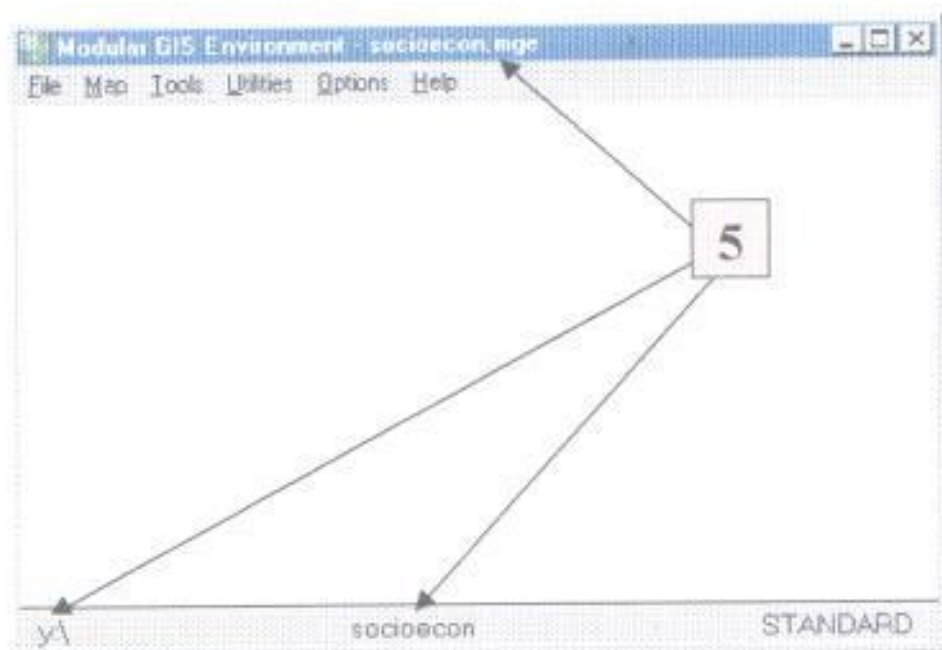 Modular GIS Environment - socioecon.mge
File Map Tools Utilities Options Help
5
y\ socioecon STANDARD